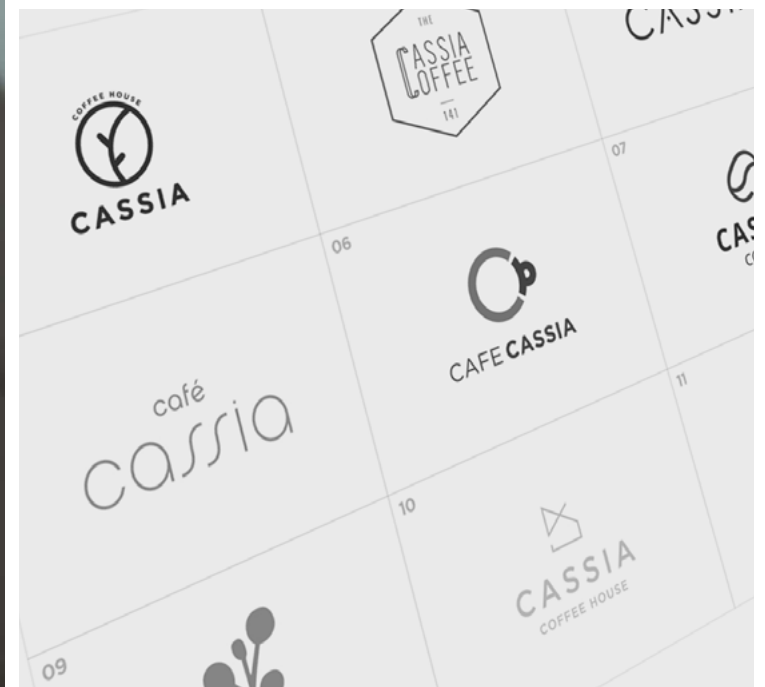 THE
CASSIA
COFFEE
141
COFFEE HOUSE
CASSIA
07
06
CAFE CASSIA
café
cassia
11
10
CASSIA
COFFEE HOUSE
09